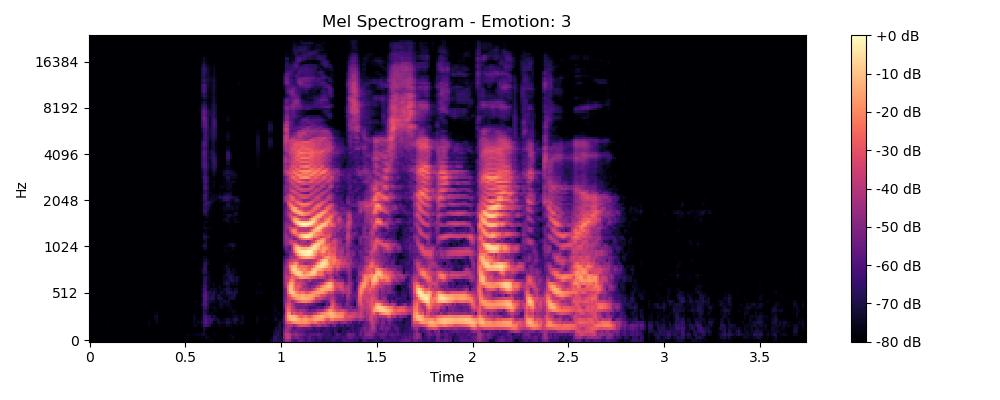 Mel Spectrogram - Emotion: 3
Hz
16384
8192
4096
2048
1024
512
0
0 0.5 1 1.5 2 2.5 3 3.5
Time
+0 dB
-10 dB
-20 dB
-30 dB
-40 dB
-50 dB
-60 dB
-70 dB
-80 dB